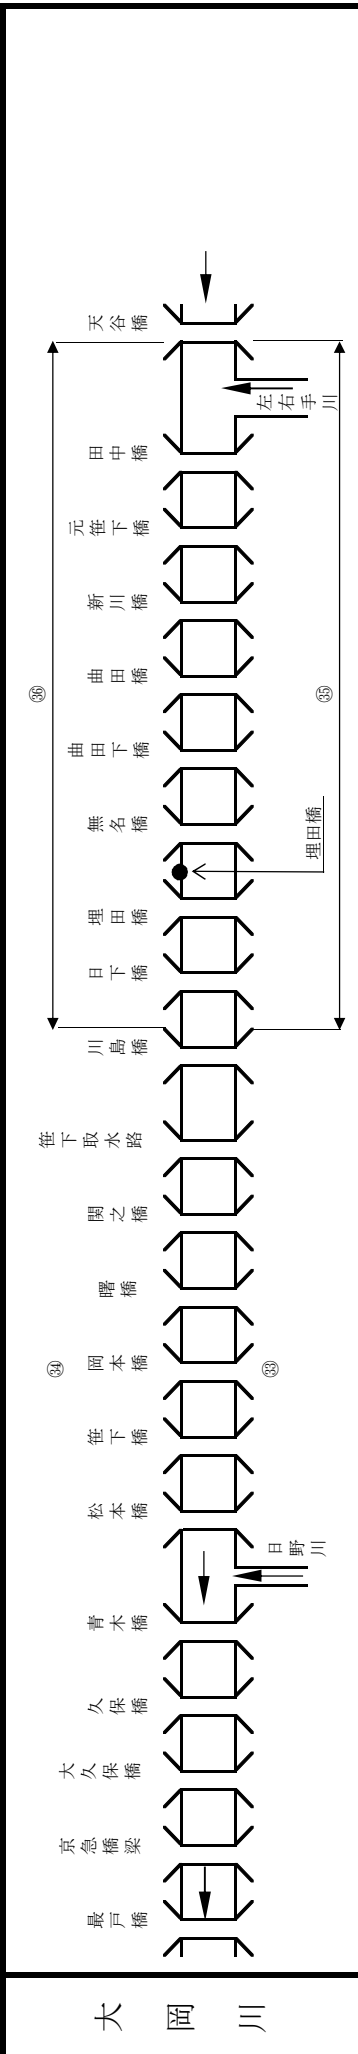 天谷橋
左右手川
田中橋
元笹下橋
新川橋
㊱
㉟
曲田橋
曲田下橋
無名橋
埋田橋
埋田橋
日下橋
川島橋
笹下取水路
関之橋
曙橋
㉞
岡本橋
㉝
笹下橋
松本橋
日野川
青木橋
久保橋
大久保橋
京急橋梁
最戸橋
大岡川